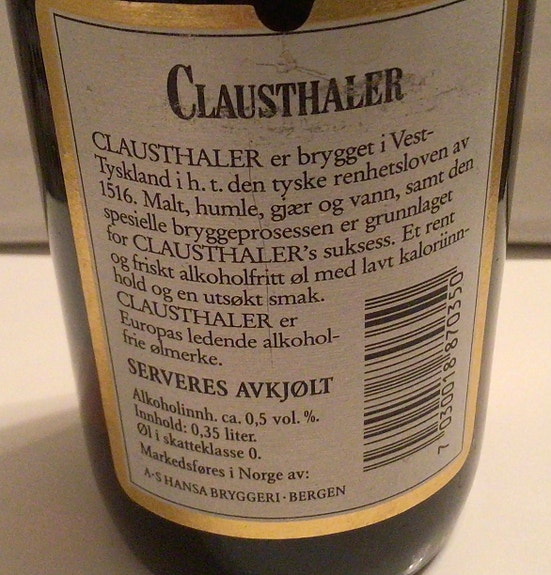 CLAUSTHALER
CLAUSTHALER er brygget i Vest-
Tyskland i h. t. den tyske renhetsloven av
1516. Malt, humle, gjær og vann, samt den
spesielle bryggeprosessen er grunnlaget
for CLAUSTHALER's suksess. Et rent
og friskt alkoholfritt øl med lavt kaloriinn-
hold og en utsøkt smak.
CLAUSTHALER er
Europas ledende alkohol-
frie ølmerke.
SERVERES AVKJØLT
Alkoholinnh. ca. 0,5 vol. %.
Innhold: 0,35 liter.
Øl i skatteklasse 0.
Markedsføres i Norge av:
A·S HANSA BRYGGERI · BERGEN
7 030018 870350